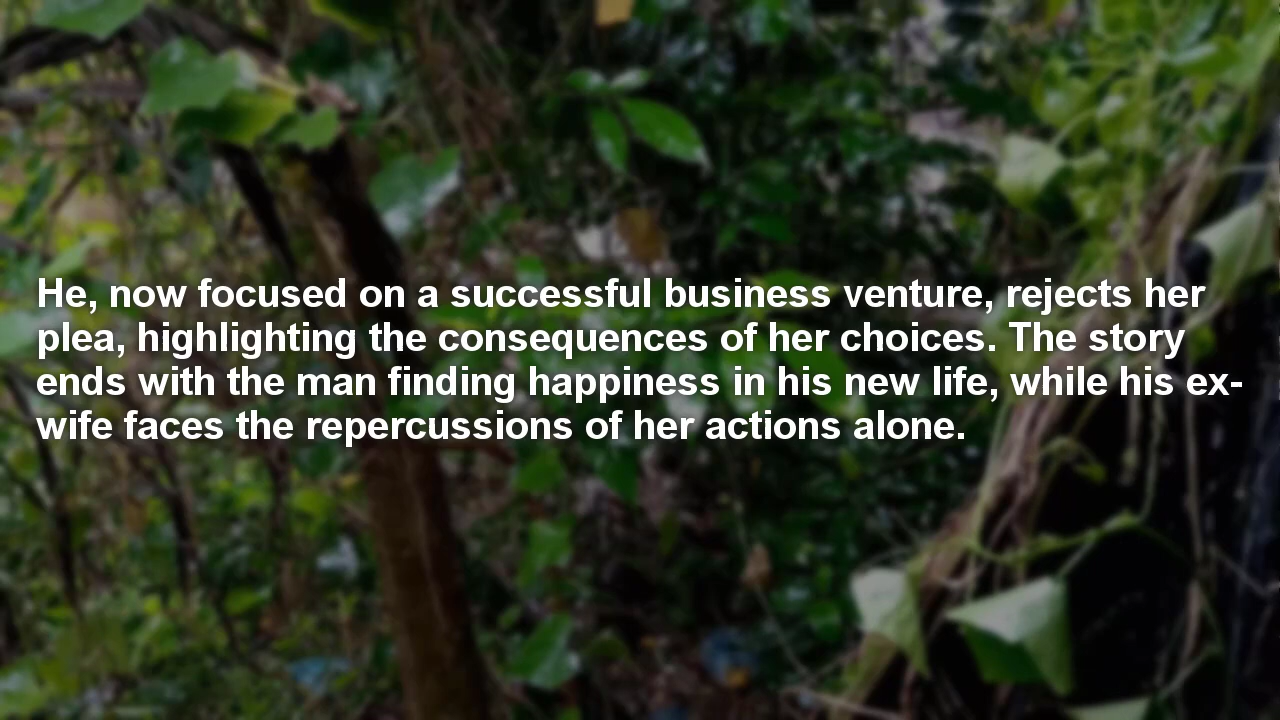 He, now focused on a successful business venture, rejects her
plea, highlighting the consequences of her choices. The story
ends with the man finding happiness in his new life, while his ex-
wife faces the repercussions of her actions alone.